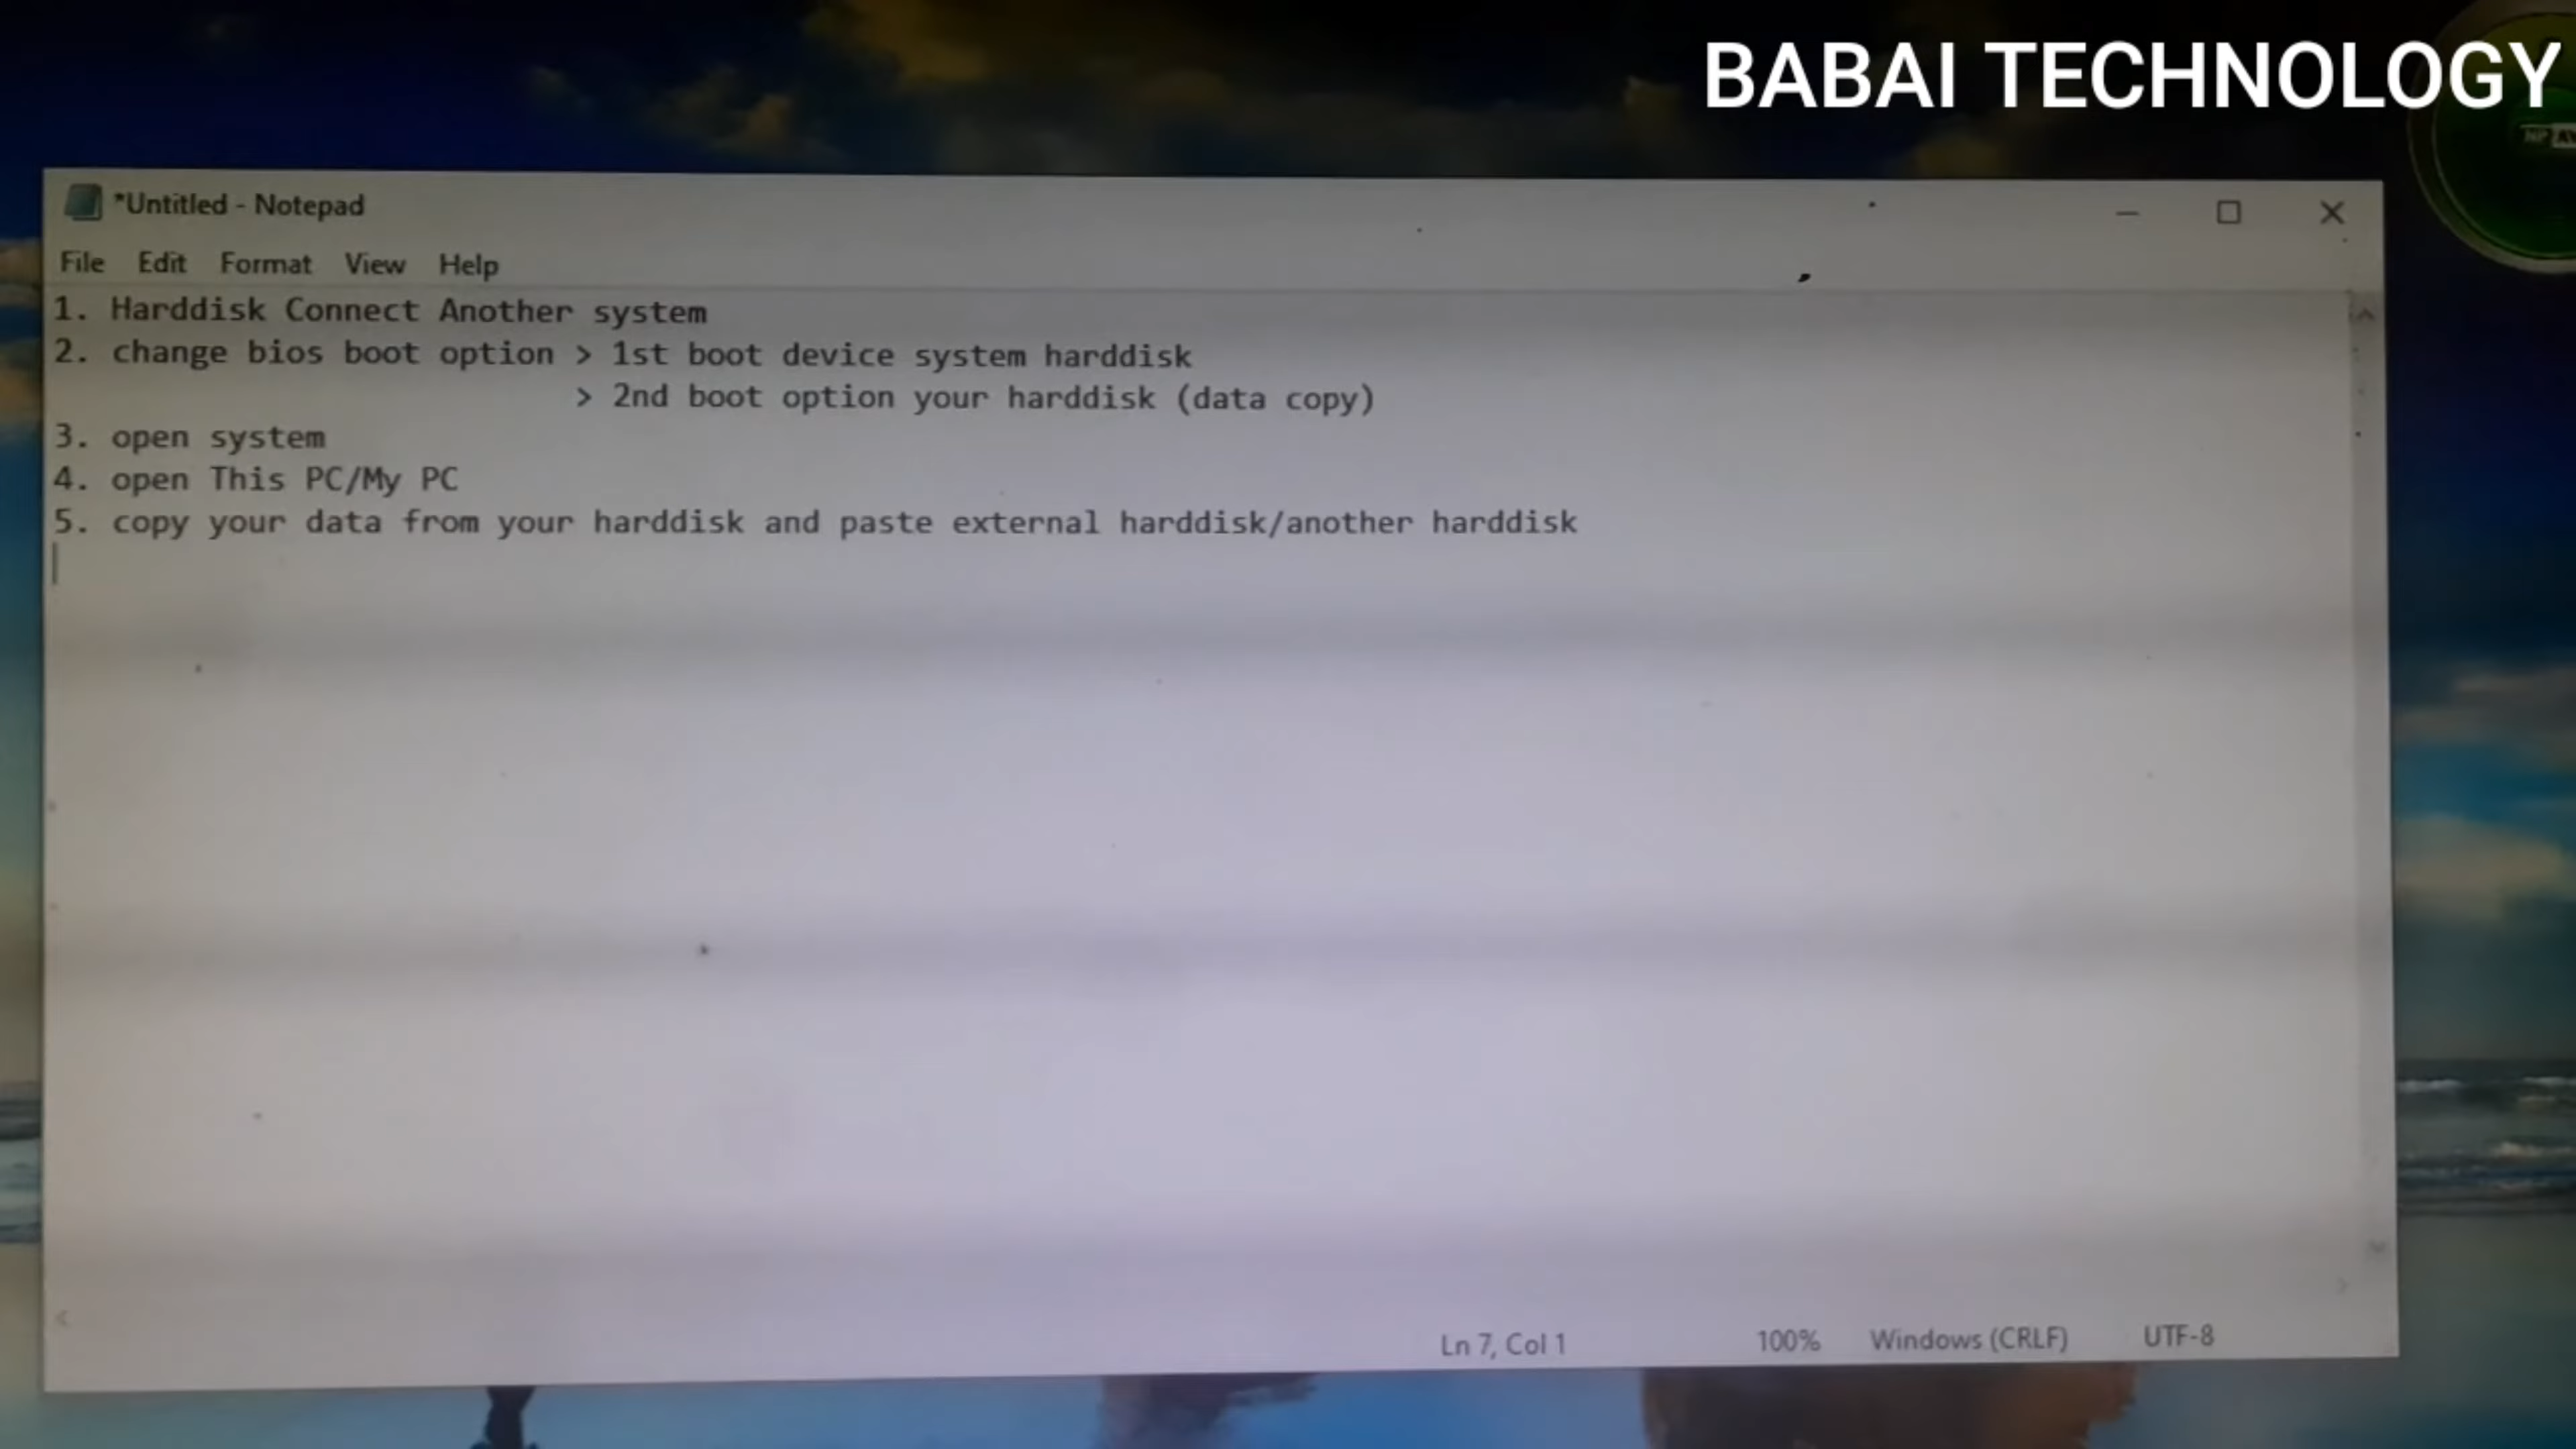 BABAI TECHNOLOGY
*Untitled - Notepad
File Edit Format View Help
1. Harddisk Connect Another system
2. change bios boot option > 1st boot device system harddisk
> 2nd boot option your harddisk (data copy)
3. open system
4. open This PC/My PC
5. copy your data from your harddisk and paste external harddisk/another harddisk
Ln 7, Col 1 100% Windows (CRLF) UTF-8